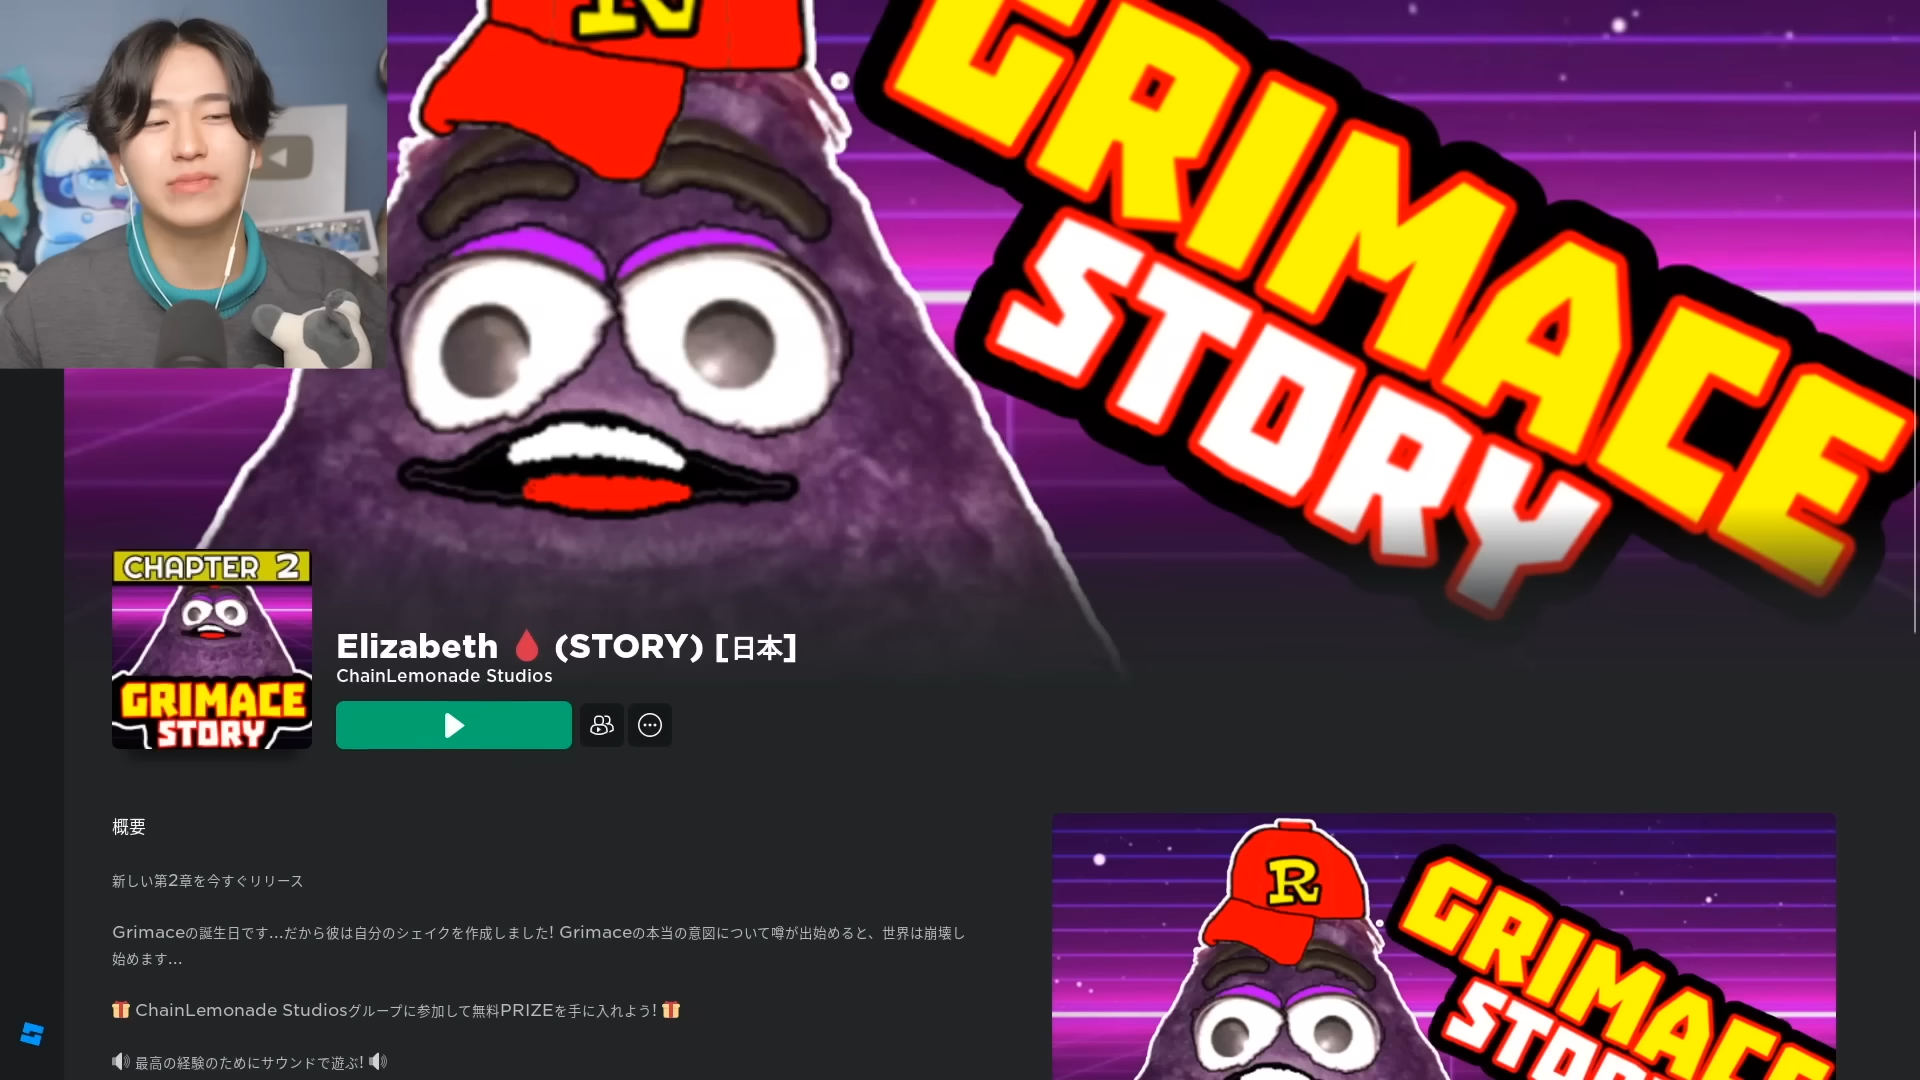 R
GRIMACE
STORY
CHAPTER 2
GRIMACE
STORY
Elizabeth 🩸 (STORY) [日本]
ChainLemonade Studios
概要
新しい第2章を今すぐリリース
Grimaceの誕生日です...だから彼は自分のシェイクを作成しました! Grimaceの本当の意図について噂が出始めると、世界は崩壊し
始めます...
🎁 ChainLemonade Studiosグループに参加して無料PRIZEを手に入れよう! 🎁
🔊 最高の経験のためにサウンドで遊ぶ! 🔊
R
GRIMACE
STORY